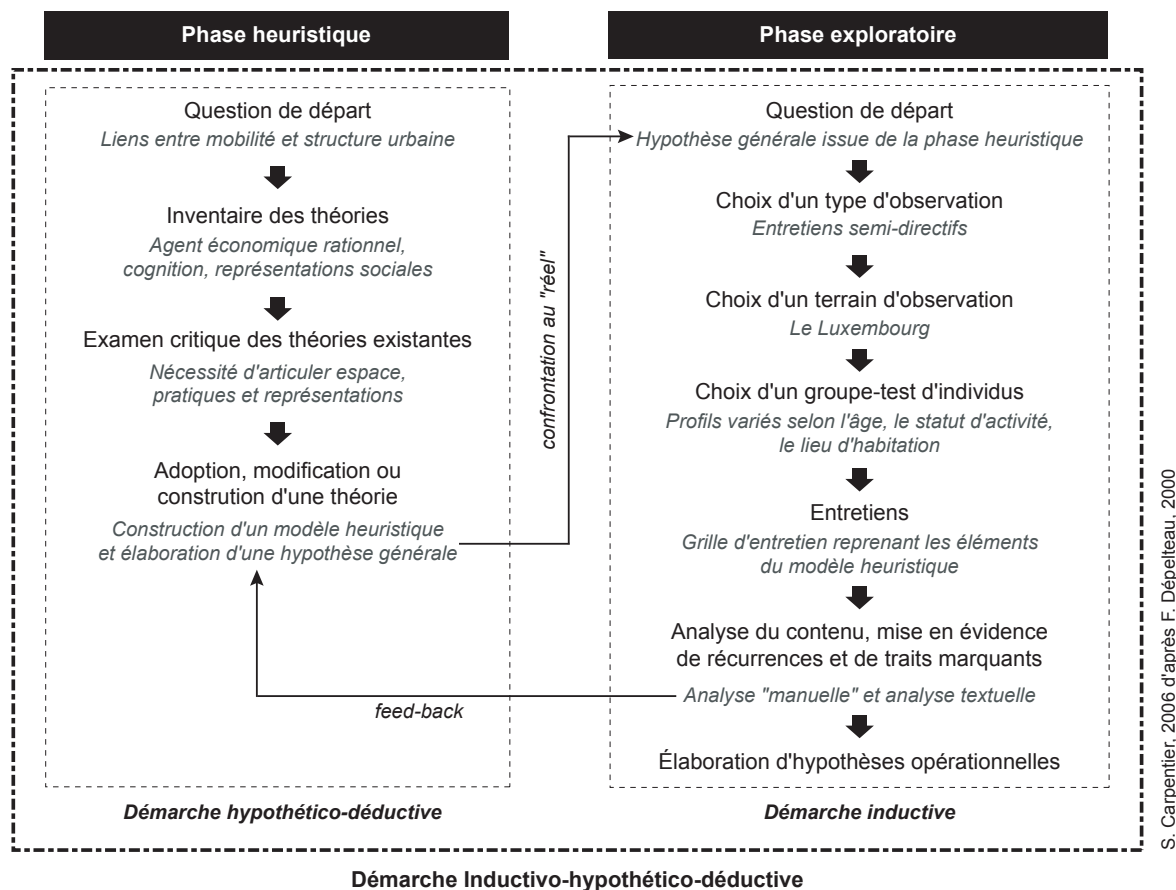 Phase heuristique
Question de départ
Liens entre mobilité et structure urbaine
Inventaire des théories
Agent économique rationnel,
cognition, représentations sociales
Examen critique des théories existantes
Nécessité d'articuler espace,
pratiques et représentations
Adoption, modification ou
constrution d'une théorie
Construction d'un modèle heuristique
et élaboration d'une hypothèse générale
Démarche hypothético-déductive
confrontation au "réel"
feed-back
Phase exploratoire
Question de départ
Hypothèse générale issue de la phase heuristique
Choix d'un type d'observation
Entretiens semi-directifs
Choix d'un terrain d'observation
Le Luxembourg
Choix d'un groupe-test d'individus
Profils variés selon l'âge, le statut d'activité,
le lieu d'habitation
Entretiens
Grille d'entretien reprenant les éléments
du modèle heuristique
Analyse du contenu, mise en évidence
de récurrences et de traits marquants
Analyse "manuelle" et analyse textuelle
Élaboration d'hypothèses opérationnelles
Démarche inductive
Démarche Inductivo-hypothético-déductive
S. Carpentier, 2006 d'après F. Dépelteau, 2000